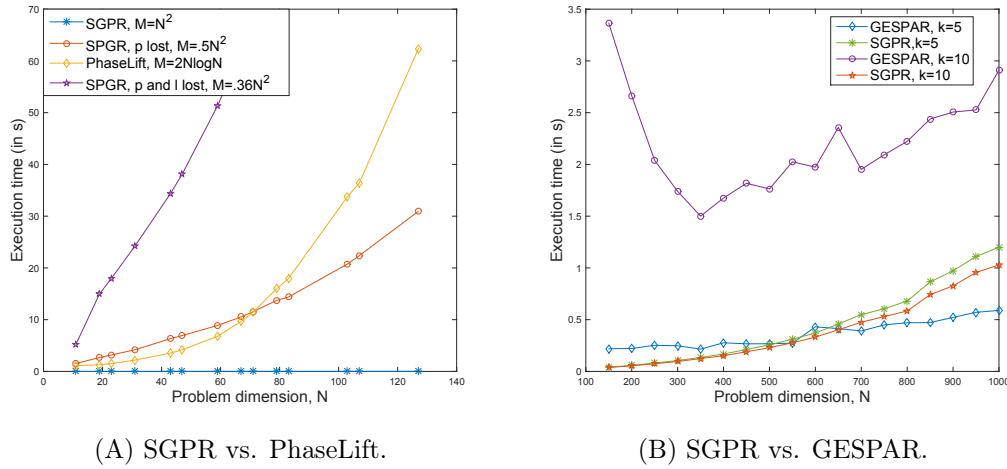 70
60
50
40
30
20
10
0
Execution time (in s)
SGPR, M=N²
SPGR, p lost, M=.5N²
PhaseLift, M=2NlogN
SPGR, p and l lost, M=.36N²
0 20 40 60 80 100 120 140
Problem dimension, N
(A) SGPR vs. PhaseLift.
3.5
3
2.5
2
1.5
1
0.5
0
Execution time (in s)
GESPAR, k=5
SGPR,k=5
GESPAR, k=10
SGPR, k=10
100 200 300 400 500 600 700 800 900 1000
Problem dimension, N
(B) SGPR vs. GESPAR.